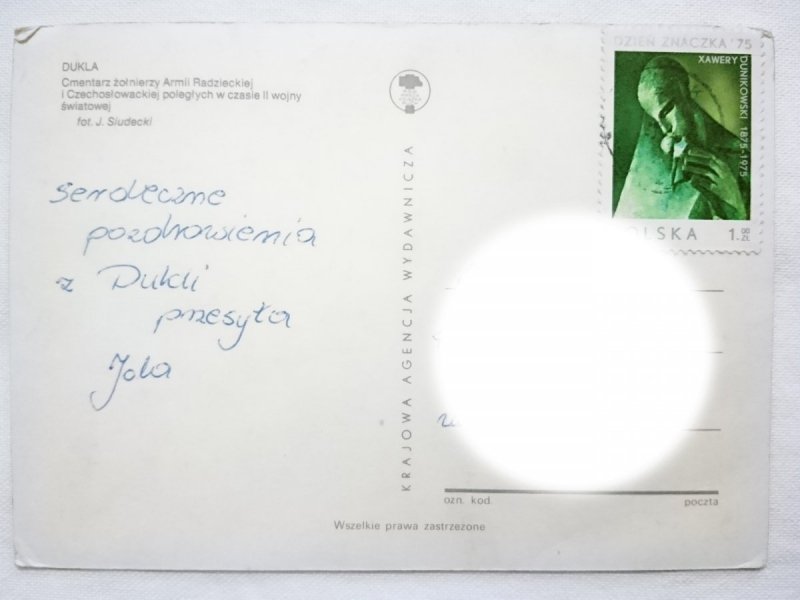 DUKLA
Cmentarz żołnierzy Armii Radzieckiej
i Czechosłowackiej poległych w czasie II wojny
światowej
fot. J. Siudecki
serdeczne
pozdrowienia
z Dukli
przesyła
Jola
KRAJOWA AGENCJA WYDAWNICZA
DZIEŃ ZNACZKA '75
XAWERY
DUNIKOWSKI 1875-1975
POLSKA 1.00 ZŁ
ozn. kod poczta
Wszelkie prawa zastrzeżone